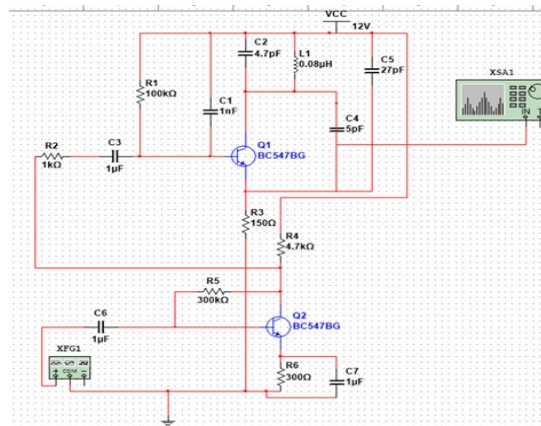 VCC
12V
C2
4.7pF
L1
0.08µH
C5
27pF
XSA1
IN T
R1
100kΩ
C1
1nF
C4
5pF
R2
1kΩ
C3
1µF
Q1
BC547BG
R3
150Ω
R4
4.7kΩ
R5
300kΩ
C6
1µF
Q2
BC547BG
XFG1
COM
R6
300Ω
C7
1µF